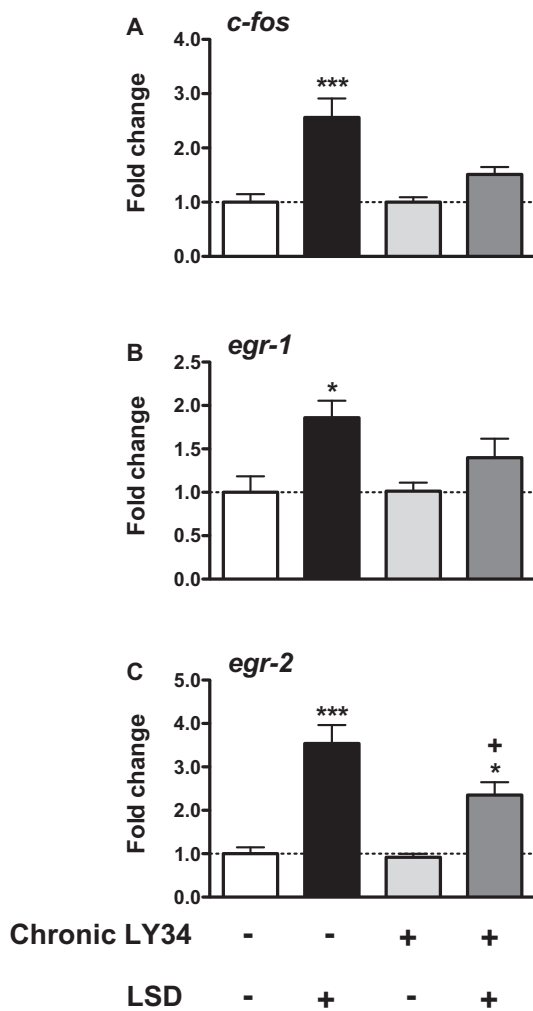 A c-fos
Fold change
4.0
3.0
2.0
1.0
0.0
***
B egr-1
Fold change
2.5
2.0
1.5
1.0
0.5
0.0
*
C egr-2
Fold change
5.0
4.0
3.0
2.0
1.0
0.0
***
+
*
Chronic LY34 - - + +
LSD - + - +